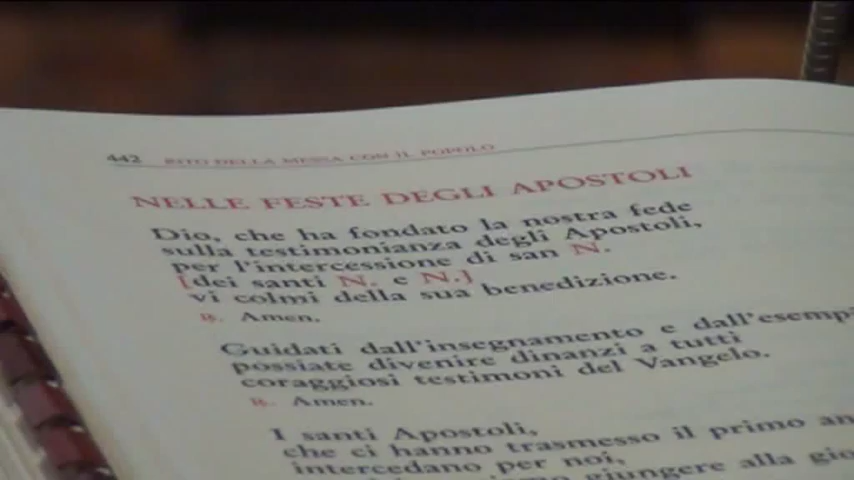 442 RITO DELLA MESSA CON IL POPOLO
NELLE FESTE DEGLI APOSTOLI
Dio, che ha fondato la nostra fede
sulla testimonianza degli Apostoli,
per l'intercessione di san N.
[dei santi N. e N.]
vi colmi della sua benedizione.
℟. Amen.
Guidati dall'insegnamento e dall'esempi
possiate divenire dinanzi a tutti
coraggiosi testimoni del Vangelo.
℟. Amen.
I santi Apostoli,
che ci hanno trasmesso il primo an
intercedano per noi,
giungere alla glo